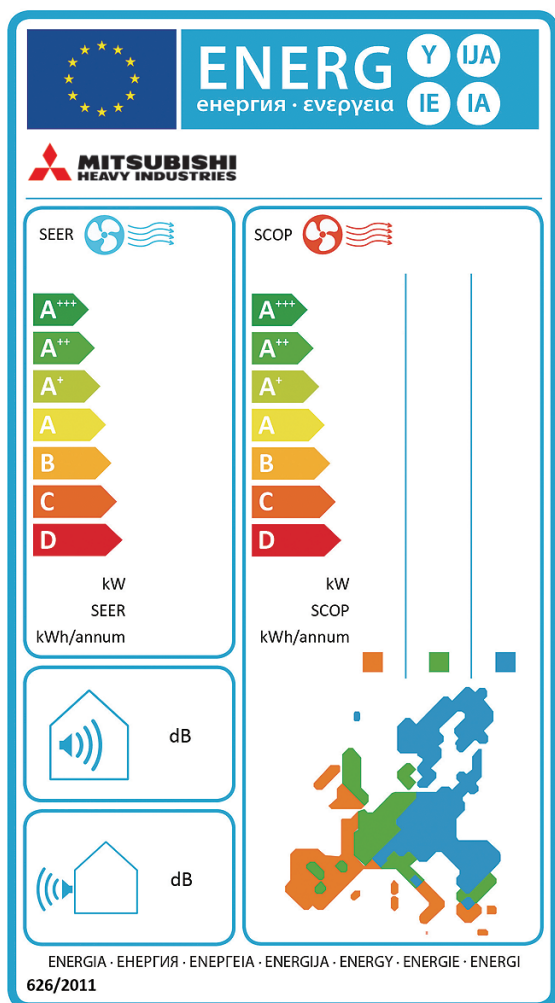 ENERG
енергия · ενεργεια
Y
IJA
IE
IA
MITSUBISHI
HEAVY INDUSTRIES
SEER
A+++
A++
A+
A
B
C
D
kW
SEER
kWh/annum
SCOP
A+++
A++
A+
A
B
C
D
kW
SCOP
kWh/annum
dB
dB
ENERGIA · ЕНЕРГИЯ · ΕΝΕΡΓΕΙΑ · ENERGIJA · ENERGY · ENERGIE · ENERGI
626/2011